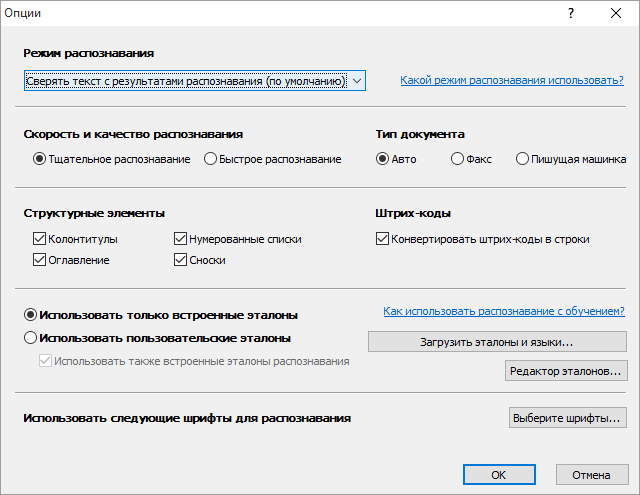 Опции
?
Режим распознавания
Сверять текст с результатами распознавания (по умолчанию)
Какой режим распознавания использовать?
Скорость и качество распознавания
Тип документа
Тщательное распознавание
Быстрое распознавание
Авто
Факс
Пишущая машинка
Структурные элементы
Штрих-коды
Колонтитулы
Нумерованные списки
Конвертировать штрих-коды в строки
Оглавление
Сноски
Использовать только встроенные эталоны
Как использовать распознавание с обучением?
Использовать пользовательские эталоны
Загрузить эталоны и языки...
Использовать также встроенные эталоны распознавания
Редактор эталонов...
Использовать следующие шрифты для распознавания
Выберите шрифты...
ОК
Отмена